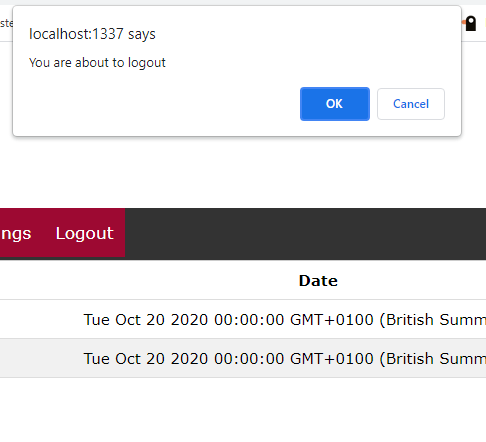 ste
localhost:1337 says
You are about to logout
OK Cancel
ngs Logout
Date
Tue Oct 20 2020 00:00:00 GMT+0100 (British Summ
Tue Oct 20 2020 00:00:00 GMT+0100 (British Summ